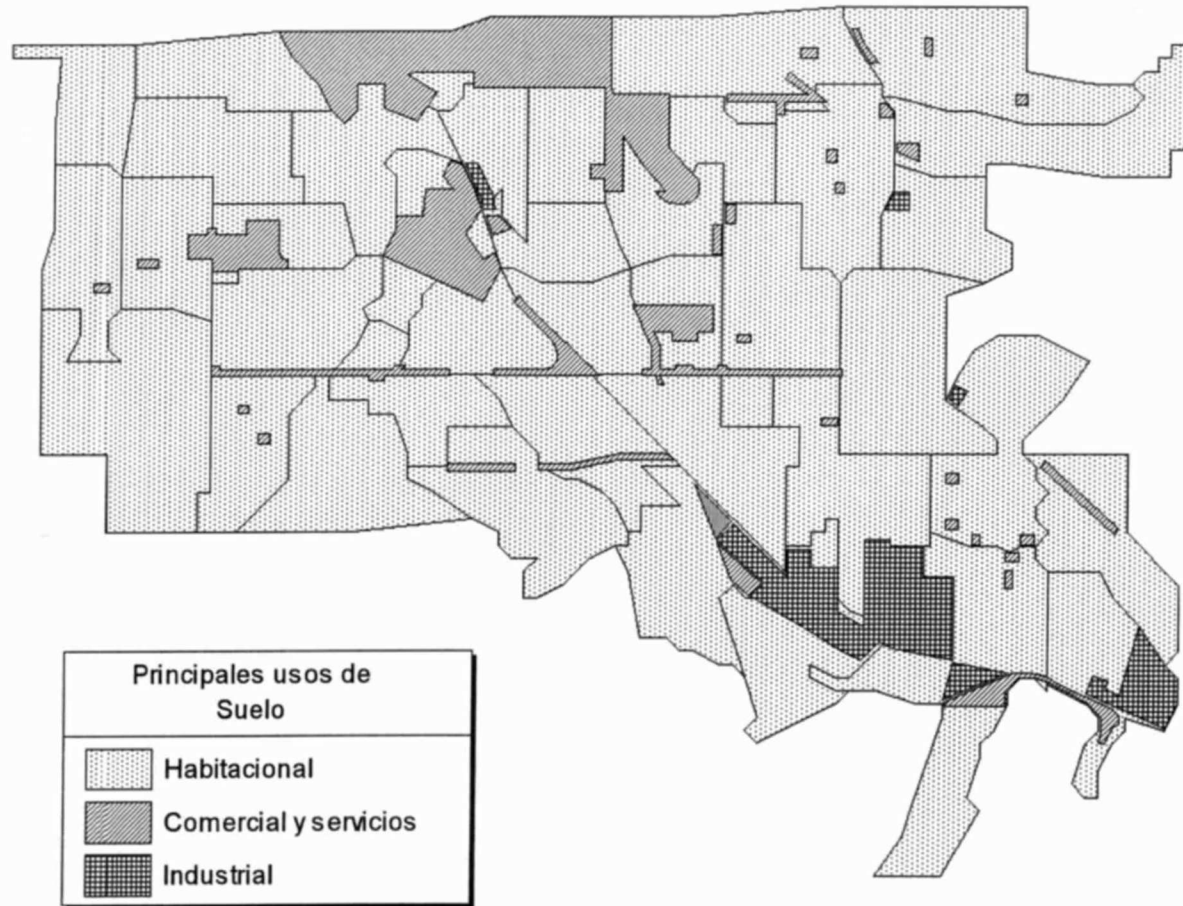 Principales usos de
Suelo
Habitacional
Comercial y servicios
Industrial